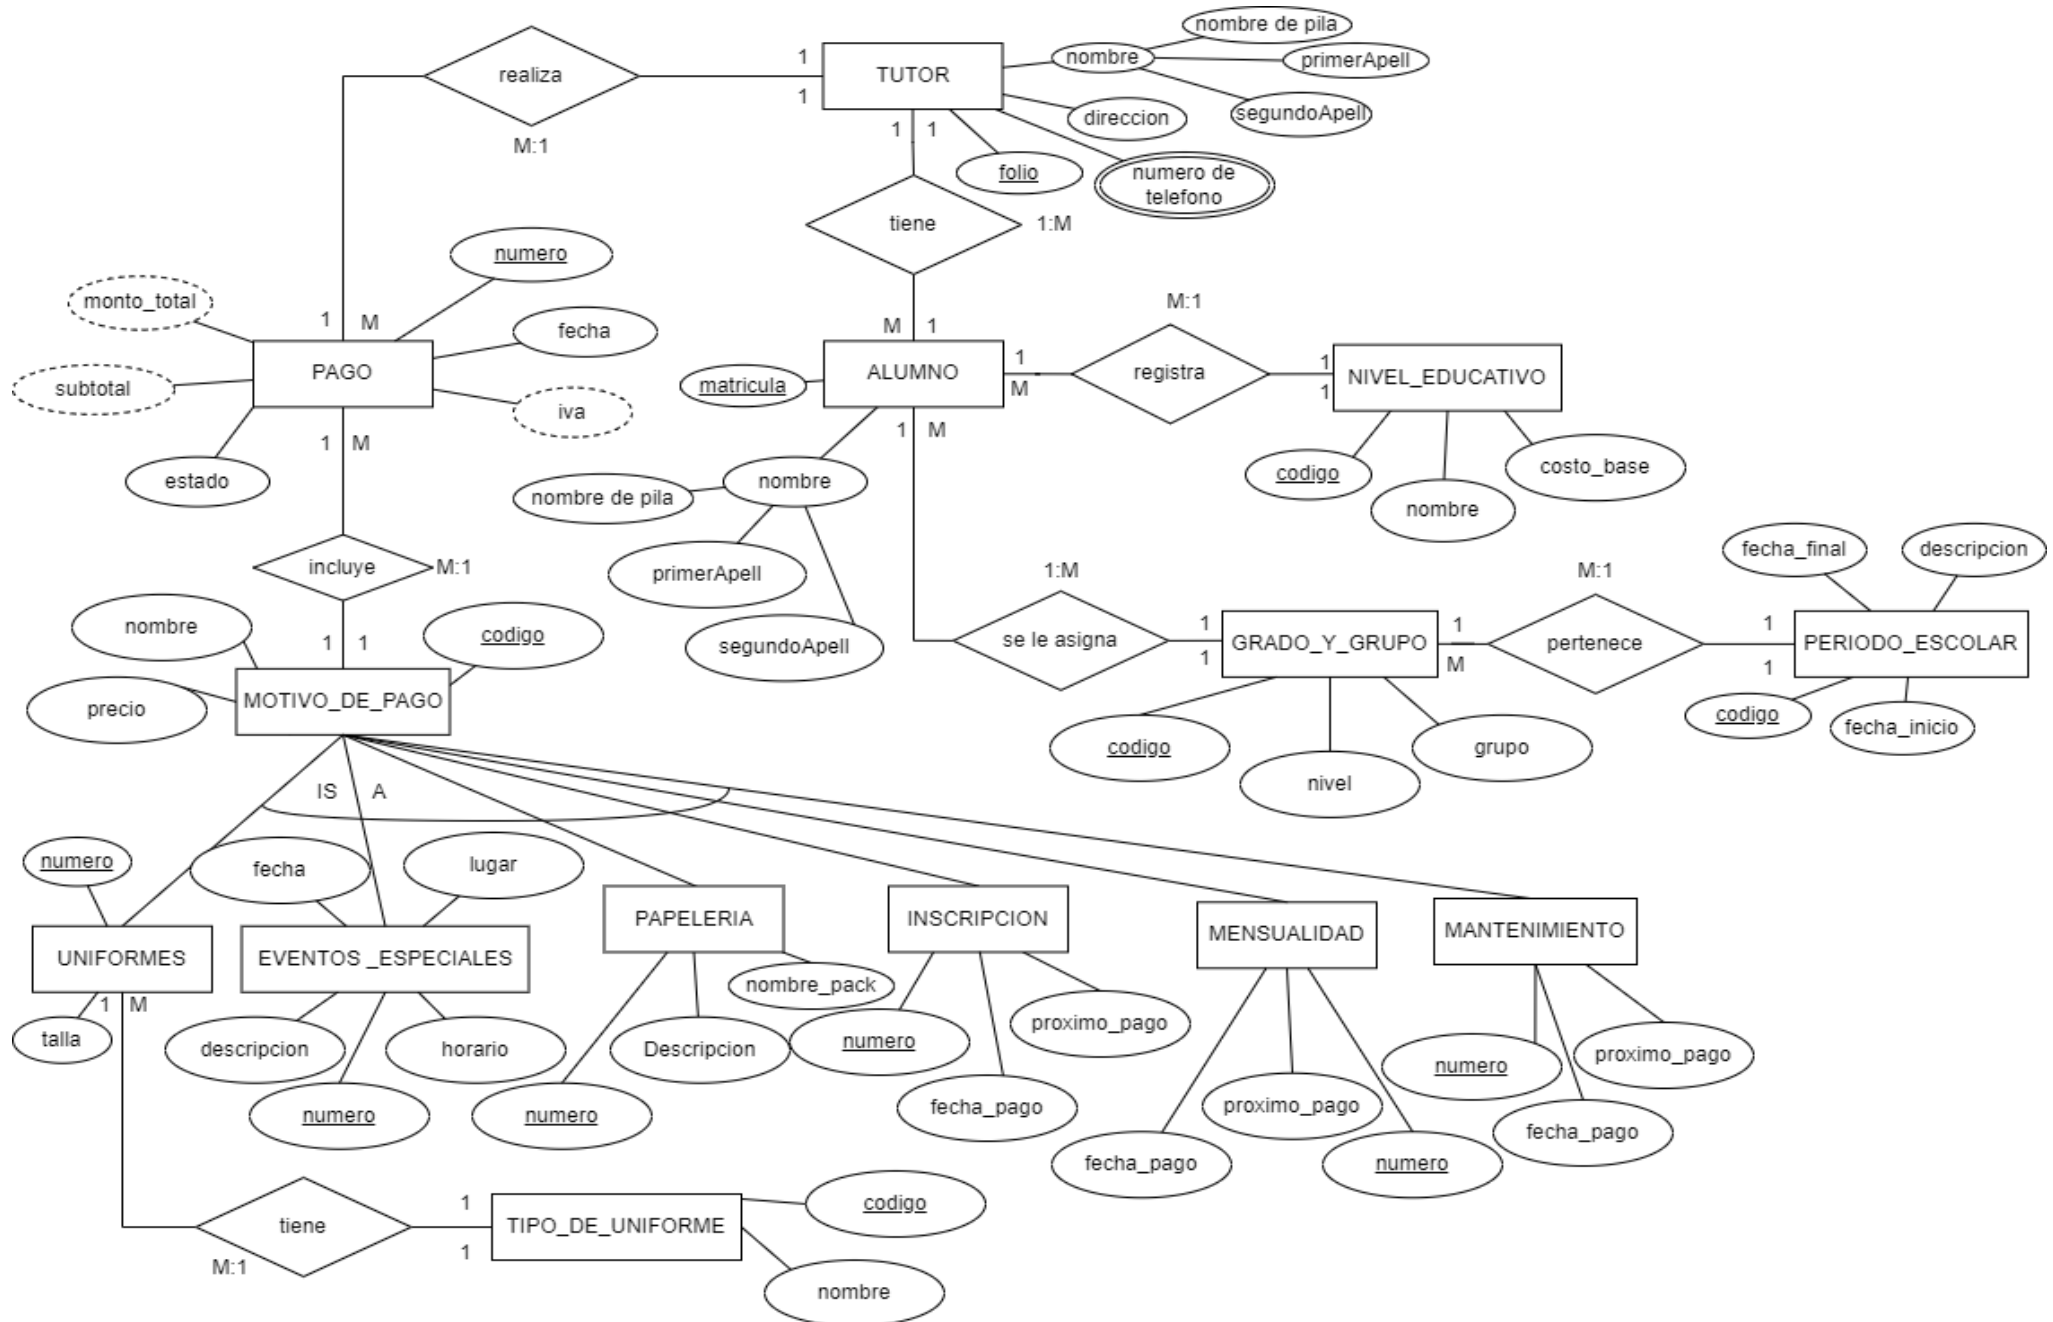 nombre de pila
realiza
1
TUTOR
nombre
primerApell
1
segundoApell
direccion
M:1
1
1
folio
numero de
telefono
tiene
1:M
numero
monto_total
M:1
1
M
fecha
M
1
1
1
PAGO
matricula
ALUMNO
registra
NIVEL_EDUCATIVO
subtotal
M
1
iva
1
M
1
M
estado
nombre de pila
nombre
codigo
costo_base
nombre
fecha_final
descripcion
incluye
M:1
primerApell
1:M
M:1
nombre
codigo
1
1
1
1
1
segundoApell
se le asigna
GRADO_Y_GRUPO
pertenece
PERIODO_ESCOLAR
1
M
1
MOTIVO_DE_PAGO
precio
codigo
fecha_inicio
codigo
grupo
nivel
IS
A
numero
fecha
lugar
PAPELERIA
INSCRIPCION
MENSUALIDAD
MANTENIMIENTO
UNIFORMES
EVENTOS _ESPECIALES
nombre_pack
1
M
talla
descripcion
horario
Descripcion
numero
proximo_pago
numero
proximo_pago
numero
numero
fecha_pago
proximo_pago
fecha_pago
fecha_pago
numero
codigo
1
tiene
TIPO_DE_UNIFORME
1
M:1
nombre